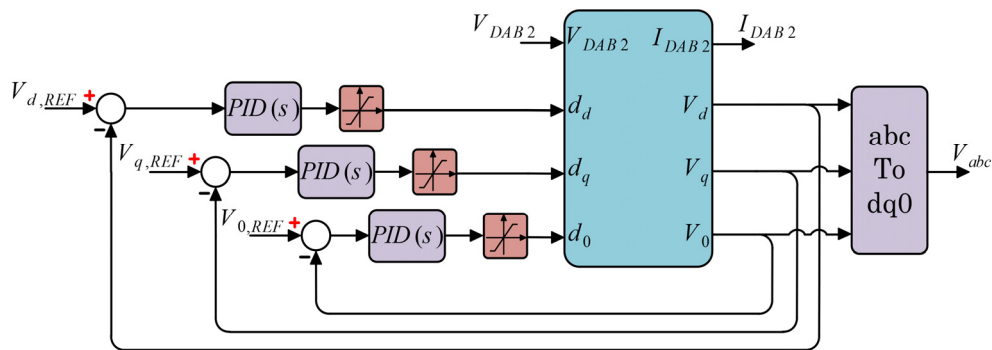 V_DAB2
V_DAB2
I_DAB2
I_DAB2
V_d,REF
+
−
PID(s)
d_d
V_d
V_q,REF
+
−
PID(s)
d_q
V_q
V_0,REF
+
−
PID(s)
d_0
V_0
abc
To
dq0
V_abc